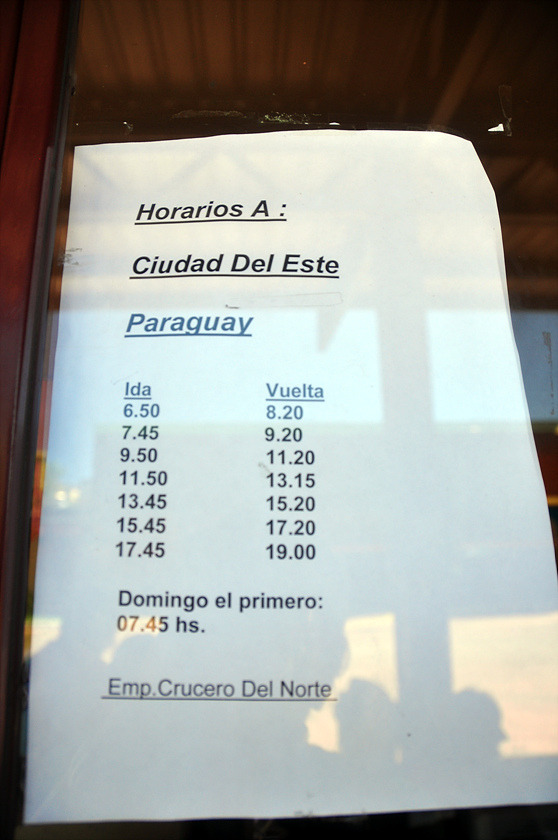 Horarios A :
Ciudad Del Este
Paraguay
Ida Vuelta
6.50 8.20
7.45 9.20
9.50 11.20
11.50 13.15
13.45 15.20
15.45 17.20
17.45 19.00
Domingo el primero:
07.45 hs.
Emp.Crucero Del Norte